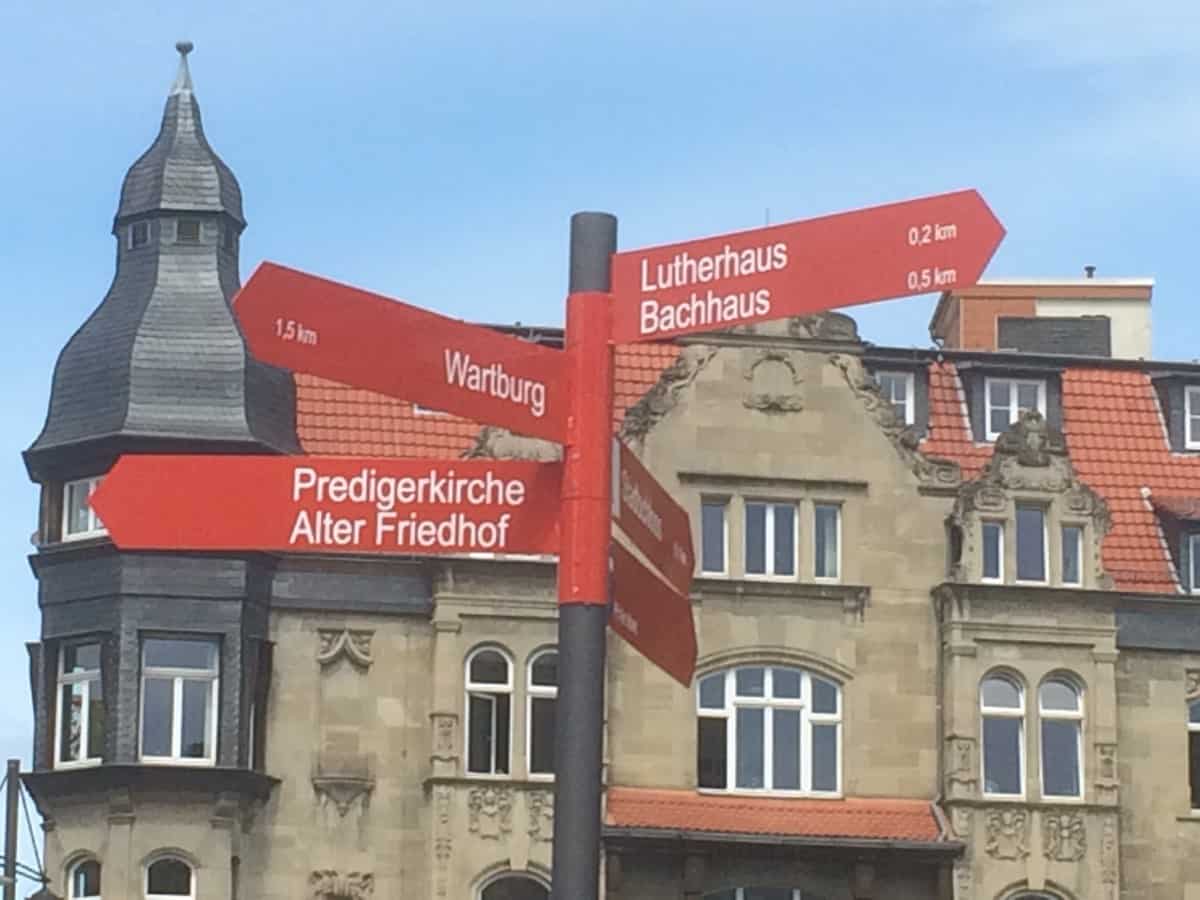 Lutherhaus 0,2 km
Bachhaus 0,5 km
1,5 km Wartburg
Predigerkirche
Alter Friedhof